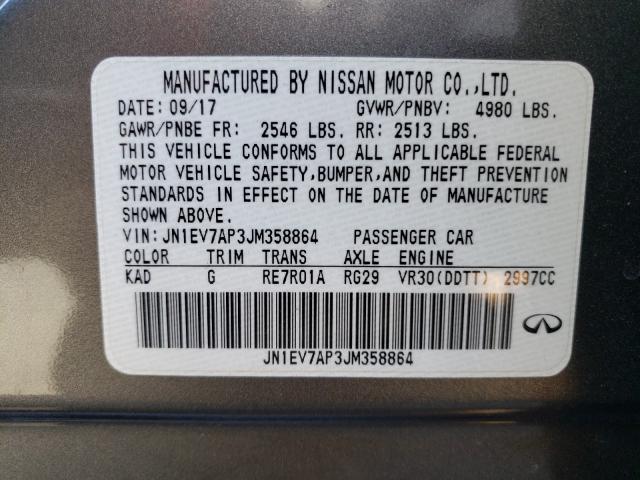 MANUFACTURED BY NISSAN MOTOR CO.,LTD.
DATE: 09/17 GVWR/PNBV: 4980 LBS.
GAWR/PNBE FR: 2546 LBS. RR: 2513 LBS.
THIS VEHICLE CONFORMS TO ALL APPLICABLE FEDERAL
MOTOR VEHICLE SAFETY,BUMPER,AND THEFT PREVENTION
STANDARDS IN EFFECT ON THE DATE OF MANUFACTURE
SHOWN ABOVE.
VIN:JN1EV7AP3JM358864 PASSENGER CAR
COLOR TRIM TRANS AXLE ENGINE
KAD G RE7R01A RG29 VR30(DDTT) 2997CC
JN1EV7AP3JM358864